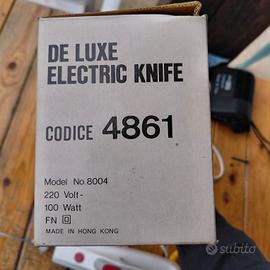 DE LUXE
ELECTRIC KNIFE
CODICE 4861
Model No.8004
220 Volt-
100 Watt
FN
MADE IN HONG KONG
subito